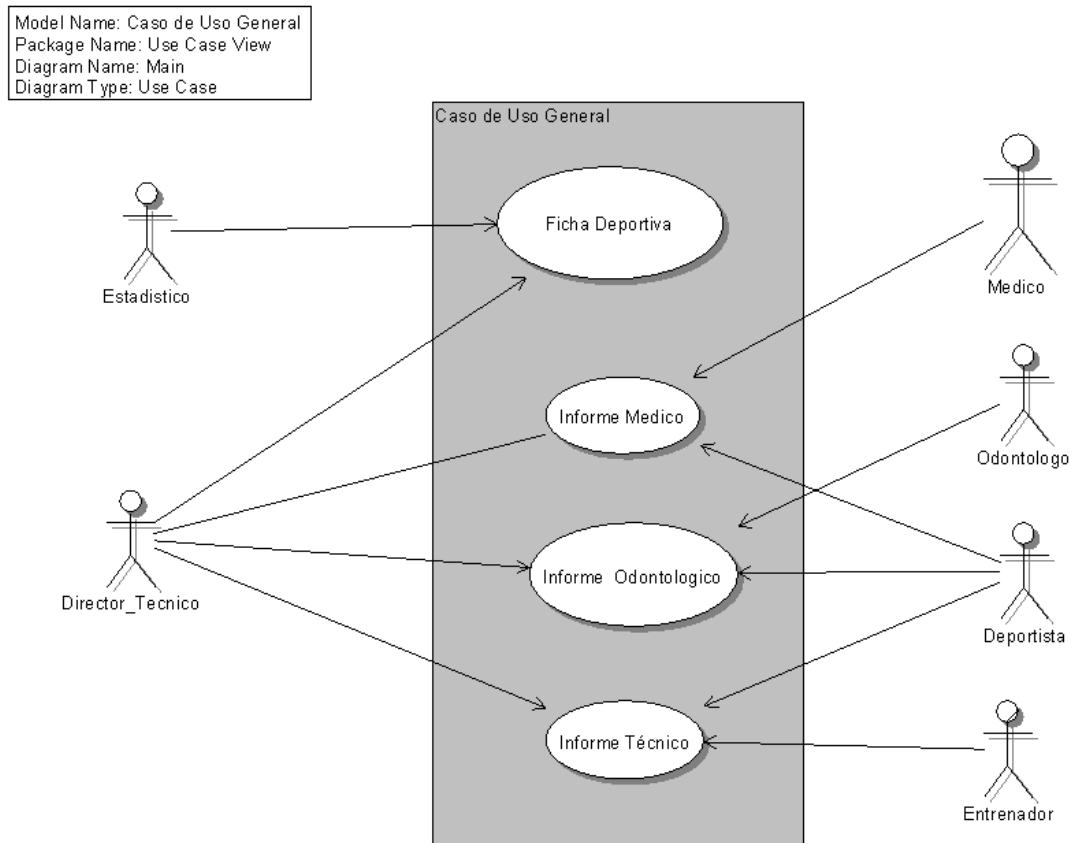 Model Name: Caso de Uso General
Package Name: Use Case View
Diagram Name: Main
Diagram Type: Use Case
Caso de Uso General
Ficha Deportiva
Estadistico
Medico
Informe Medico
Odontologo
Informe Odontologico
Director_Tecnico
Deportista
Informe Técnico
Entrenador